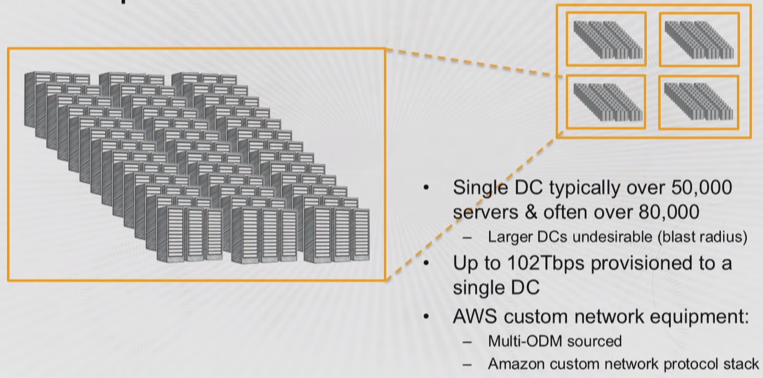 • Single DC typically over 50,000
servers & often over 80,000
– Larger DCs undesirable (blast radius)
• Up to 102Tbps provisioned to a
single DC
• AWS custom network equipment:
– Multi-ODM sourced
– Amazon custom network protocol stack